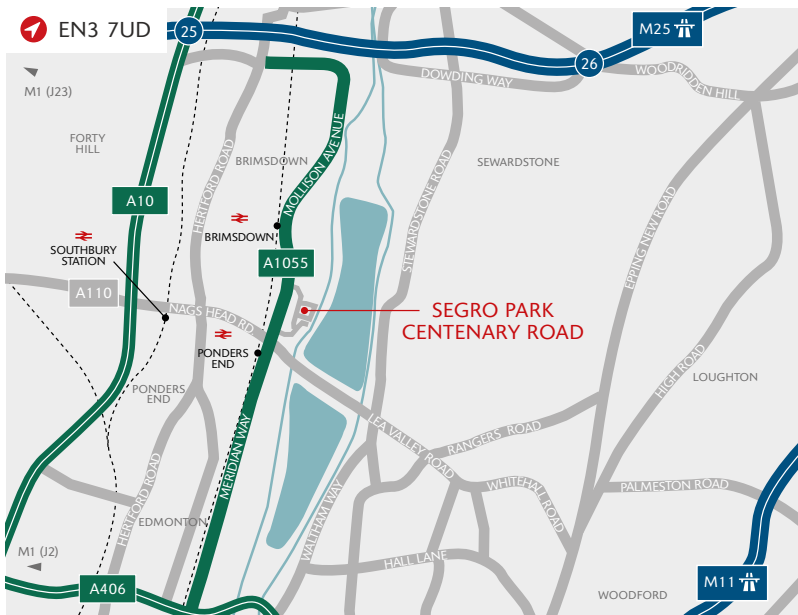 EN3 7UD
25
M25
26
DOWDING WAY
WOODRIDDEN HILL
M1 (J23)
FORTY
HILL
HERTFORD ROAD
BRIMSDOWN
MOLLISON AVENUE
SEWARDSTONE
STEWARDSTONE ROAD
EPPING NEW ROAD
A10
BRIMSDOWN
SOUTHBURY
STATION
A1055
A110
NAGS HEAD RD
SEGRO PARK
CENTENARY ROAD
PONDERS
END
PONDERS
END
HIGH ROAD
LOUGHTON
MERIDIAN WAY
LEA VALLEY ROAD
RANGERS ROAD
HERTFORD ROAD
WHITEHALL ROAD
PALMESTON ROAD
EDMONTON
WALTHAM WAY
HALL LANE
M1 (J2)
A406
M11
WOODFORD